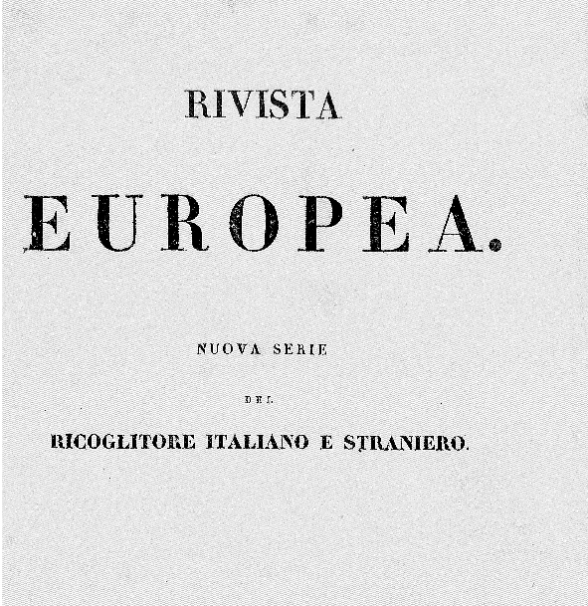 RIVISTA
EUROPEA.
NUOVA SERIE
DEL
RICOGLITORE ITALIANO E STRANIERO.